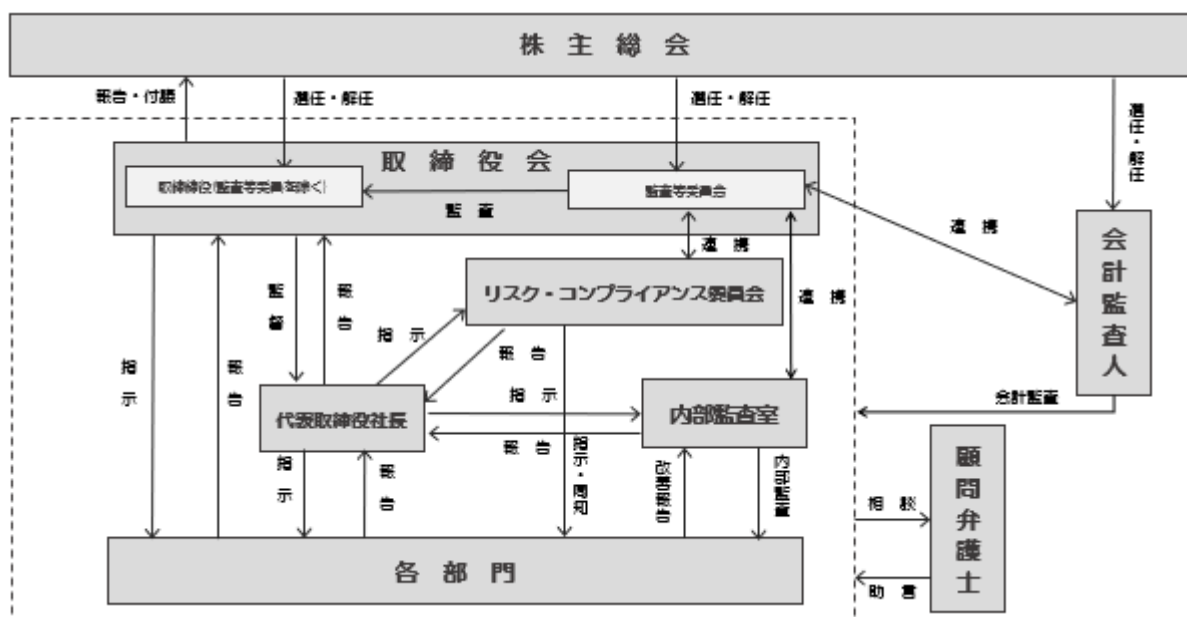 株主総会
報告・付議
選任・解任
選任・解任
選任・解任
取締役会
取締締役(監査等委員を除く)
監査
監査等委員会
連携
連携
連携
会計監査人
リスク・コンプライアンス委員会
監督
報告
指示
報告
指示
報告
代表取締役社長
指示
報告
内部監査室
会計監査
指示
報告
指示・周知
改善報告
内部監査
顧問弁護士
相談
助言
各部門